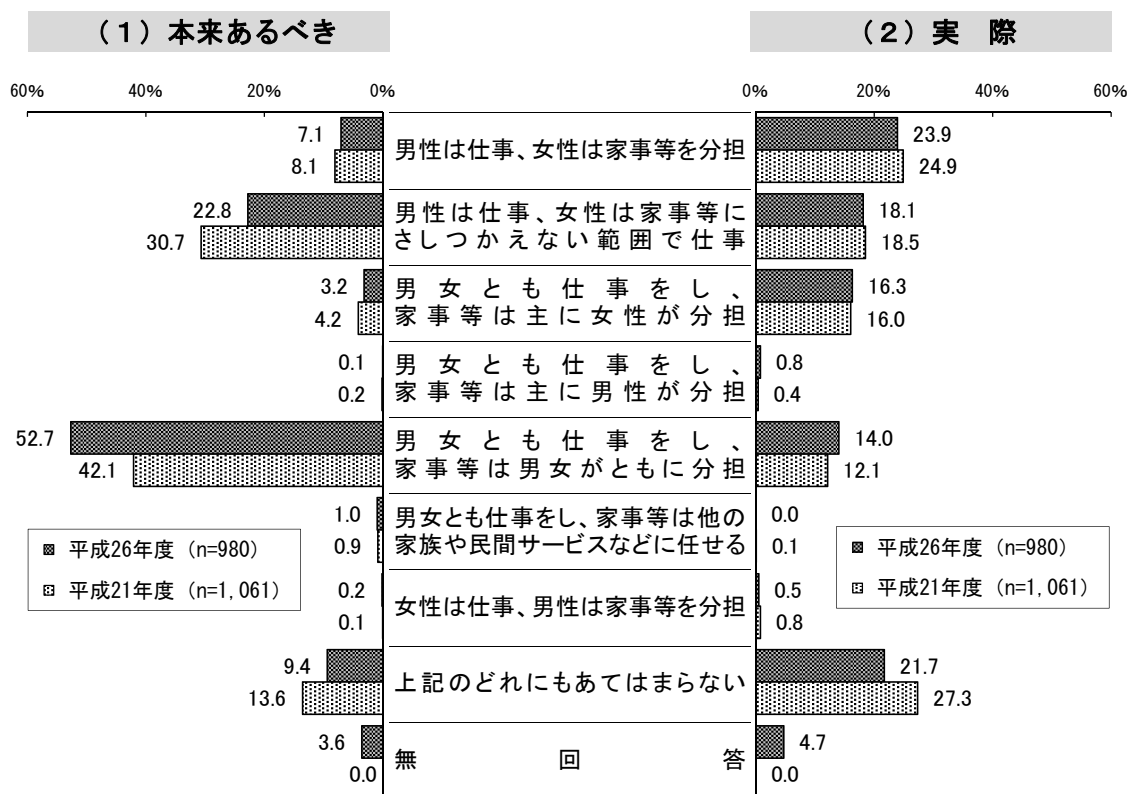 （１）本来あるべき
（２）実　際
60%
40%
20%
0%
0%
20%
40%
60%
7.1
8.1
男性は仕事、女性は家事等を分担
23.9
24.9
22.8
30.7
男性は仕事、女性は家事等に
さしつかえない範囲で仕事
18.1
18.5
3.2
4.2
男女とも仕事をし、
家事等は主に女性が分担
16.3
16.0
0.1
0.2
男女とも仕事をし、
家事等は主に男性が分担
0.8
0.4
52.7
42.1
男女とも仕事をし、
家事等は男女がともに分担
14.0
12.1
1.0
0.9
男女とも仕事をし、家事等は他の
家族や民間サービスなどに任せる
0.0
0.1
平成26年度（n=980）
平成21年度（n=1,061）
平成26年度（n=980）
平成21年度（n=1,061）
0.2
0.1
女性は仕事、男性は家事等を分担
0.5
0.8
9.4
13.6
上記のどれにもあてはまらない
21.7
27.3
3.6
0.0
無回答
4.7
0.0